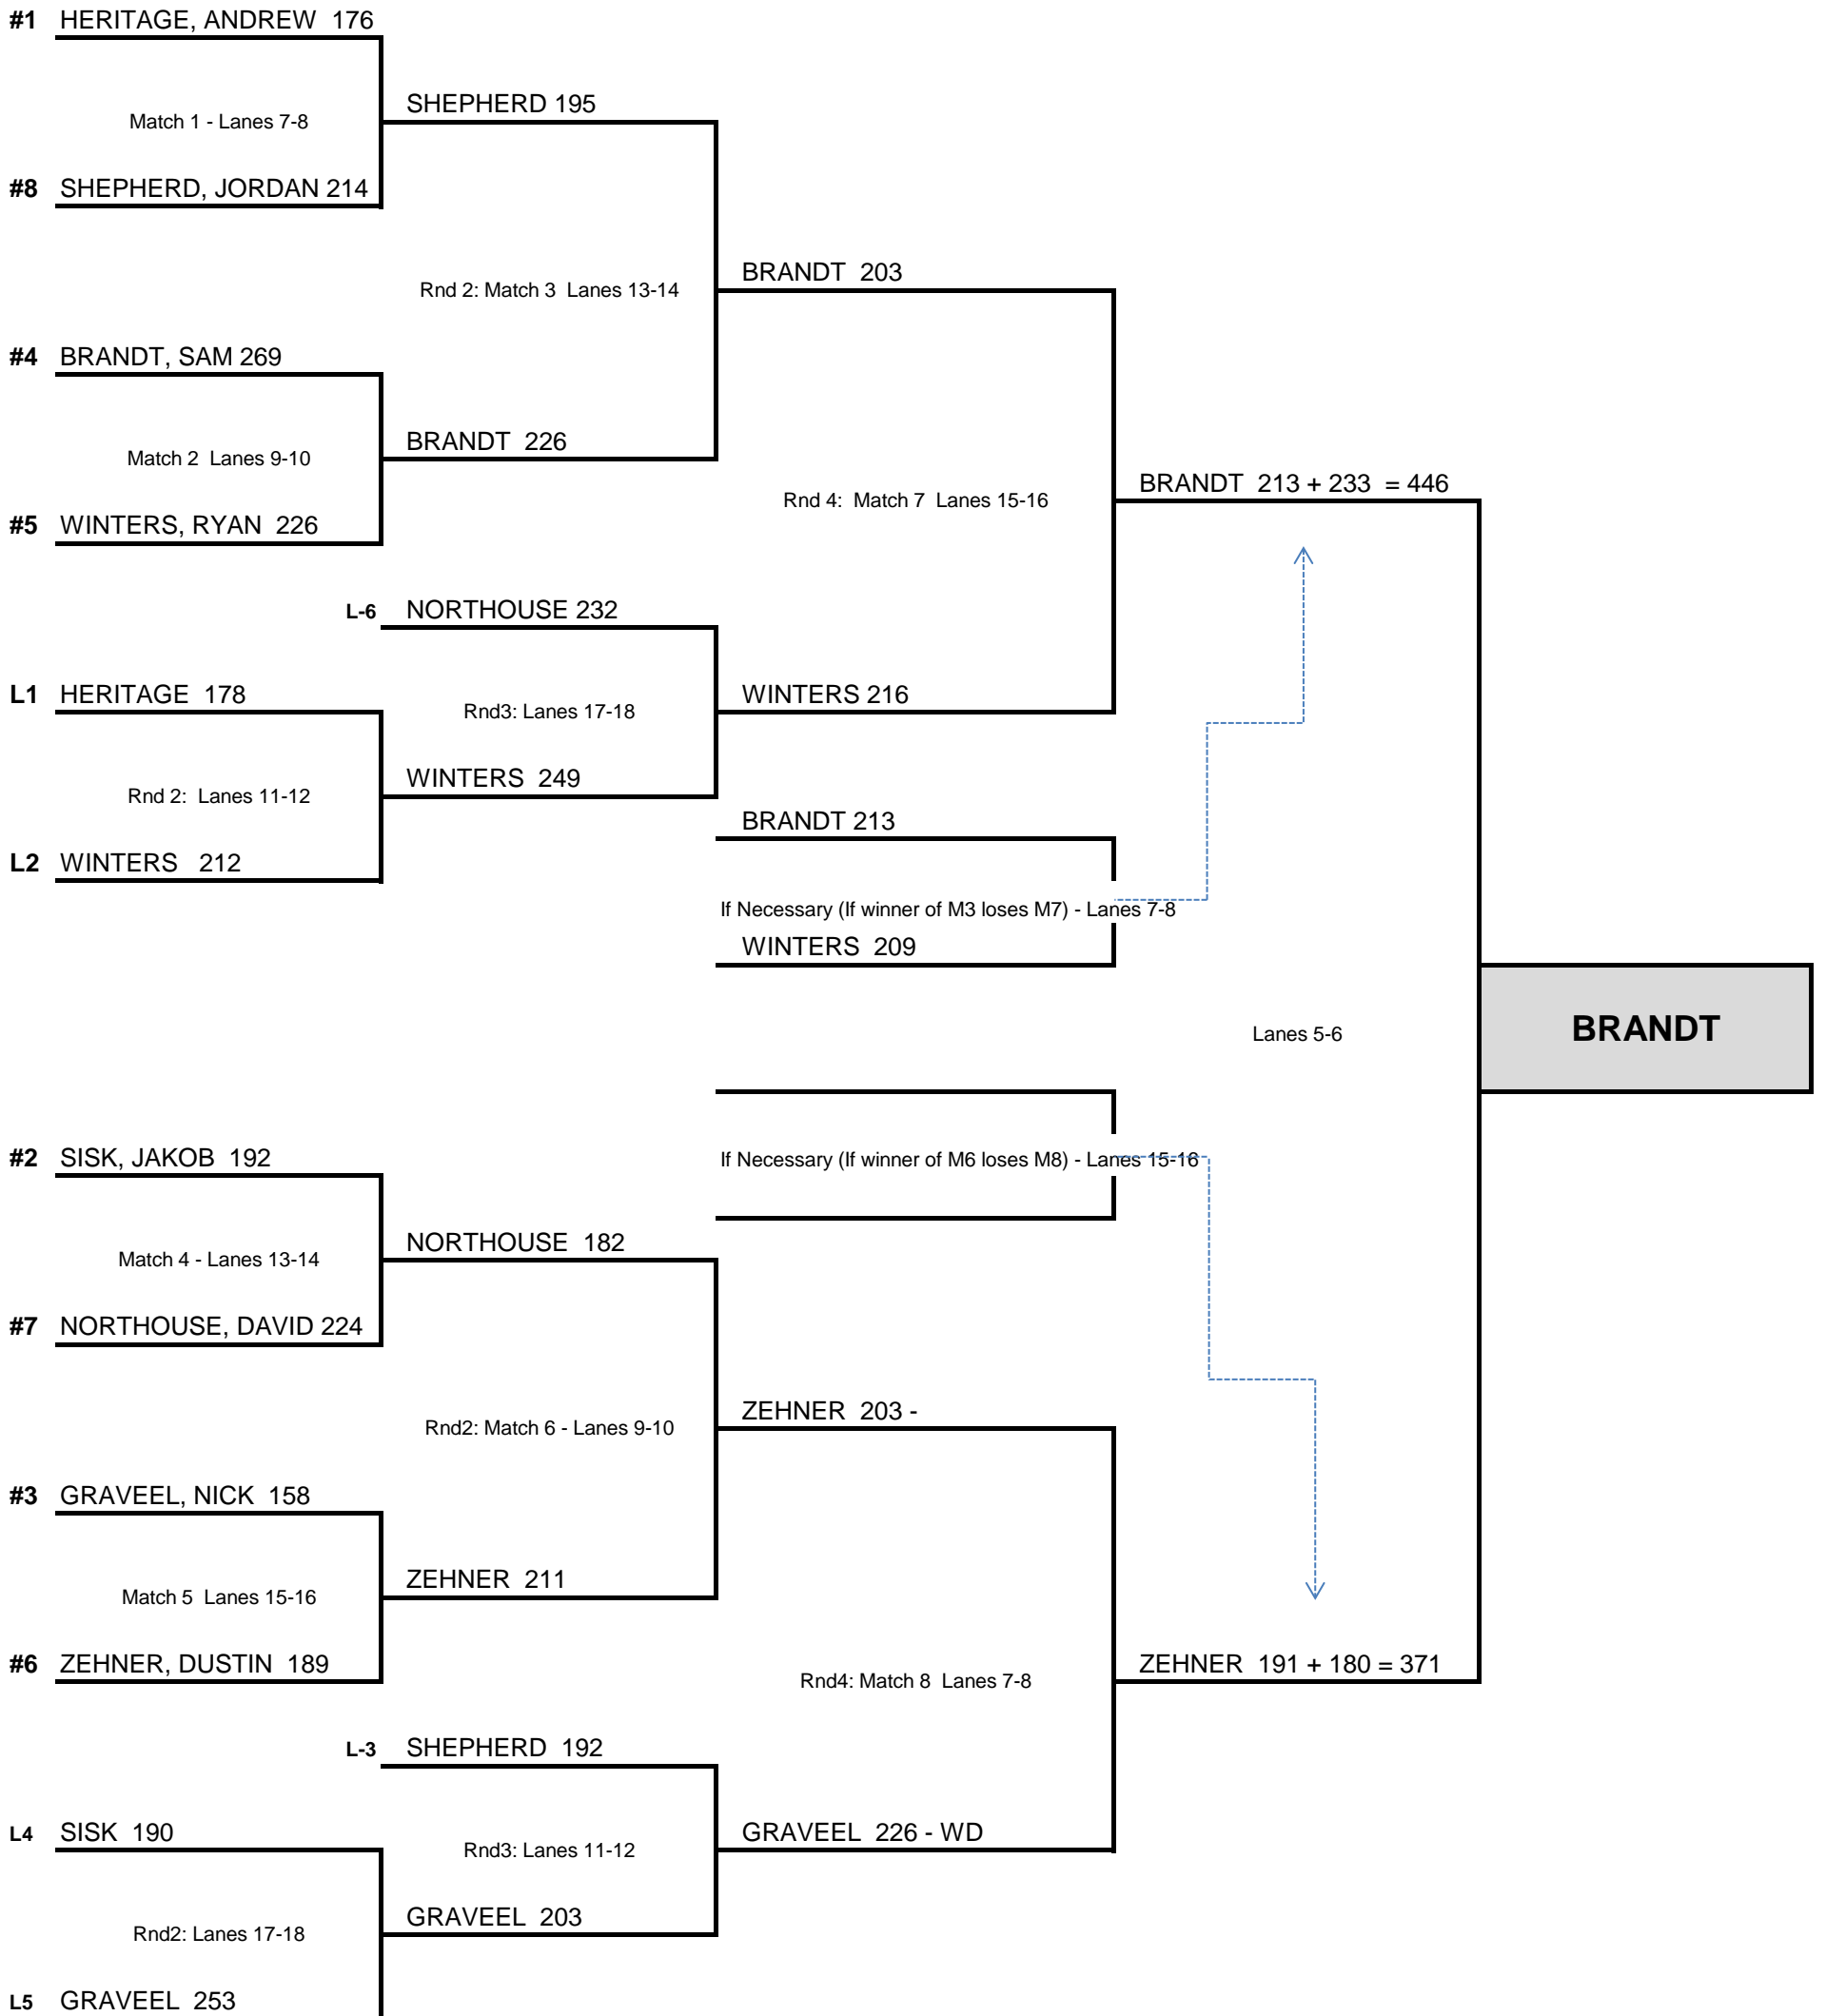 #1 HERITAGE, ANDREW 176
SHEPHERD 195
Match 1 - Lanes 7-8
#8 SHEPHERD, JORDAN 214
BRANDT 203
Rnd 2: Match 3 Lanes 13-14
#4 BRANDT, SAM 269
BRANDT 226
Match 2 Lanes 9-10
BRANDT 213 + 233 = 446
Rnd 4: Match 7 Lanes 15-16
#5 WINTERS, RYAN 226
L-6 NORTHOUSE 232
L1 HERITAGE 178
WINTERS 216
Rnd3: Lanes 17-18
WINTERS 249
Rnd 2: Lanes 11-12
BRANDT 213
L2 WINTERS 212
If Necessary (If winner of M3 loses M7) - Lanes 7-8
WINTERS 209
Lanes 5-6
BRANDT
#2 SISK, JAKOB 192
If Necessary (If winner of M6 loses M8) - Lanes 15-16
NORTHOUSE 182
Match 4 - Lanes 13-14
#7 NORTHOUSE, DAVID 224
ZEHNER 203 -
Rnd2: Match 6 - Lanes 9-10
#3 GRAVEEL, NICK 158
ZEHNER 211
Match 5 Lanes 15-16
#6 ZEHNER, DUSTIN 189
ZEHNER 191 + 180 = 371
Rnd4: Match 8 Lanes 7-8
L-3 SHEPHERD 192
L4 SISK 190
GRAVEEL 226 - WD
Rnd3: Lanes 11-12
GRAVEEL 203
Rnd2: Lanes 17-18
L5 GRAVEEL 253